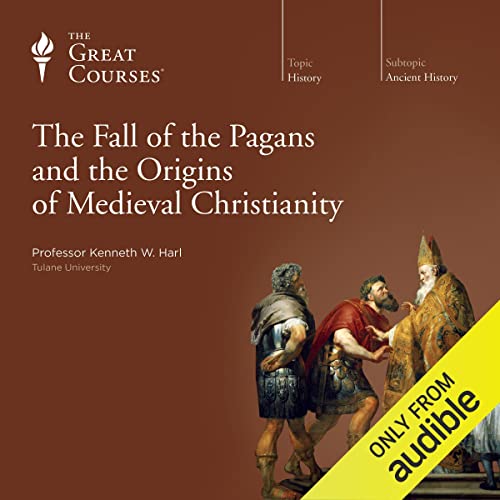 THE
GREAT
COURSES®
Topic
History
Subtopic
Ancient History
The Fall of the Pagans
and the Origins
of Medieval Christianity
Professor Kenneth W. Harl
Tulane University
ONLY FROM
audible